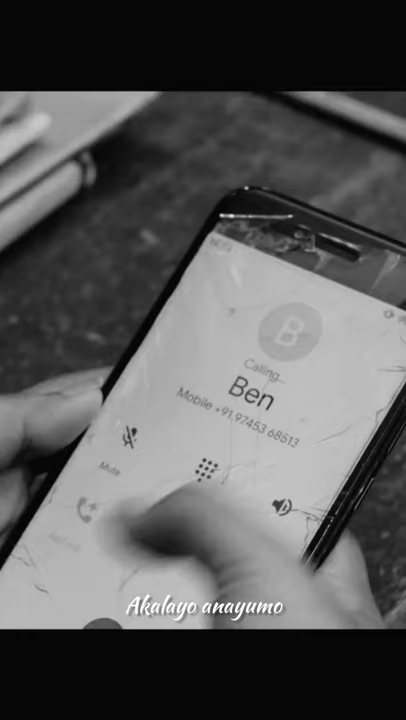 B
Calling...
Ben
Mobile +91 97453 68513
Mute
Akalayo anayumo